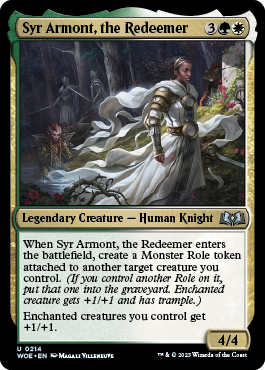 Syr Armont, the Redeemer 3
Legendary Creature — Human Knight
When Syr Armont, the Redeemer enters
the battlefield, create a Monster Role token
attached to another target creature you
control. (If you control another Role on it,
put that one into the graveyard. Enchanted
creature gets +1/+1 and has trample.)
Enchanted creatures you control get
+1/+1.
4/4
U 0214
WOE • EN Magali Villeneuve
™ & © 2023 Wizards of the Coast